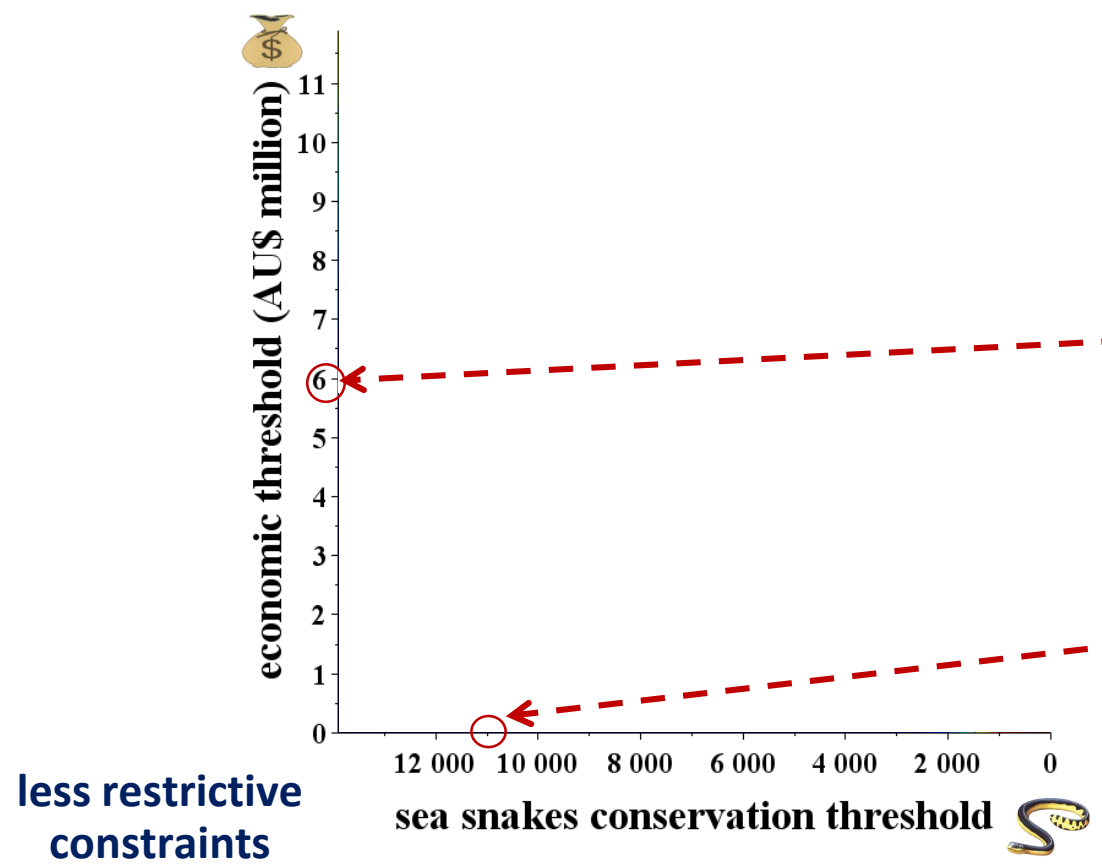 $
economic threshold (AU$ million)
11
10
9
8
7
6
5
4
3
2
1
0
12 000 10 000 8 000 6 000 4 000 2 000 0
sea snakes conservation threshold
less restrictive
constraints